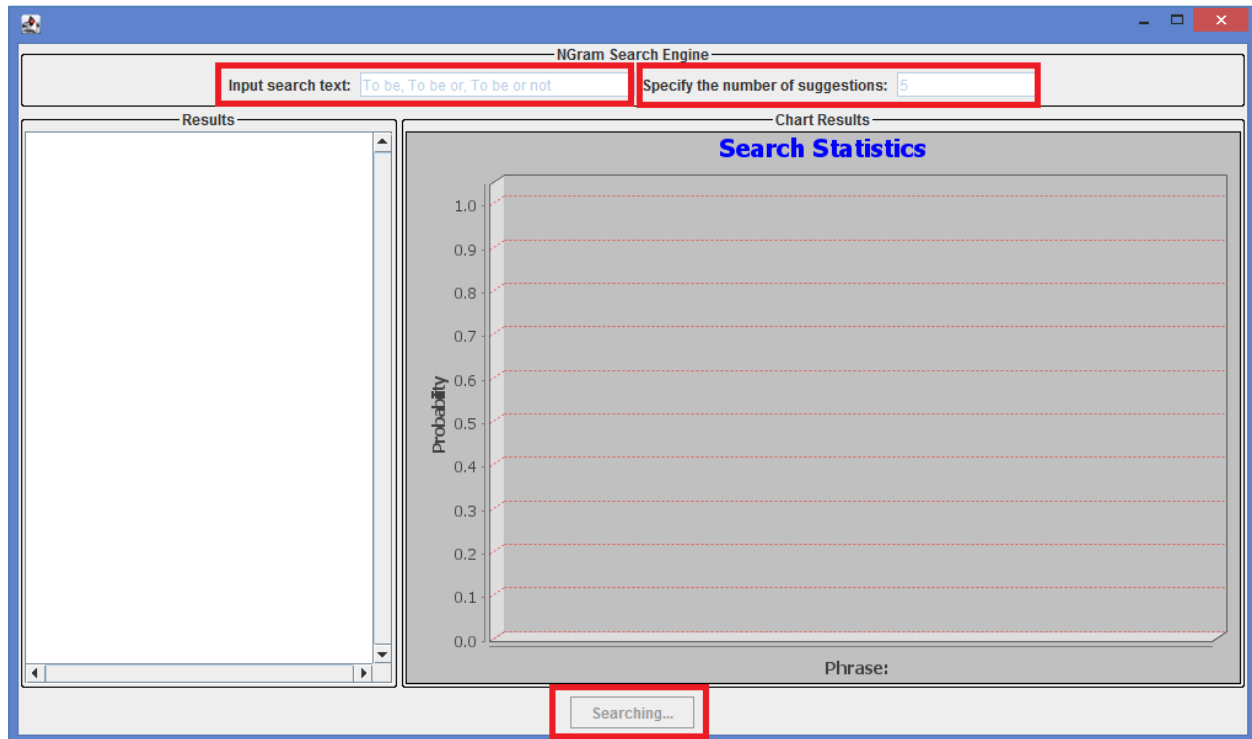 NGram Search Engine
Input search text: To be, To be or, To be or not Specify the number of suggestions: 5
Results
Chart Results
Search Statistics
1.0
0.9
0.8
0.7
0.6
0.5
0.4
0.3
0.2
0.1
0.0
Probability
Phrase:
Searching...